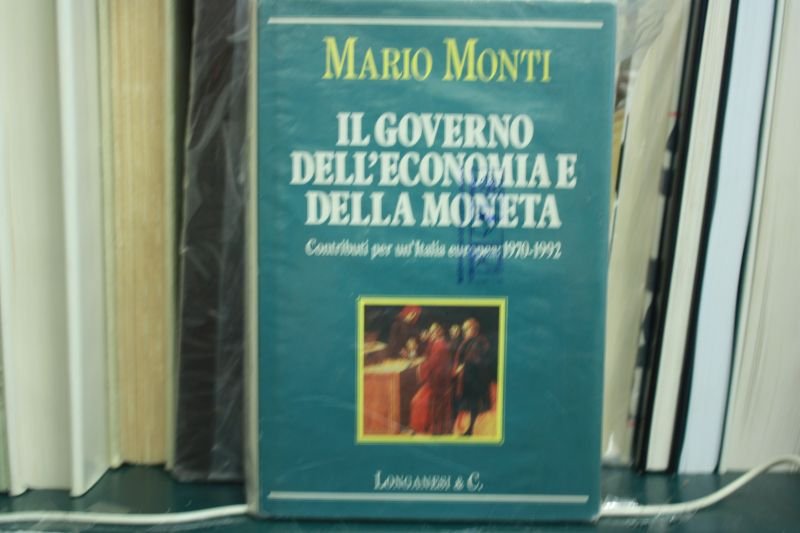 MARIO MONTI
IL GOVERNO
DELL'ECONOMIA E
DELLA MONETA
Contributi per un'Italia europea: 1970-1992
LONGANESI & C.